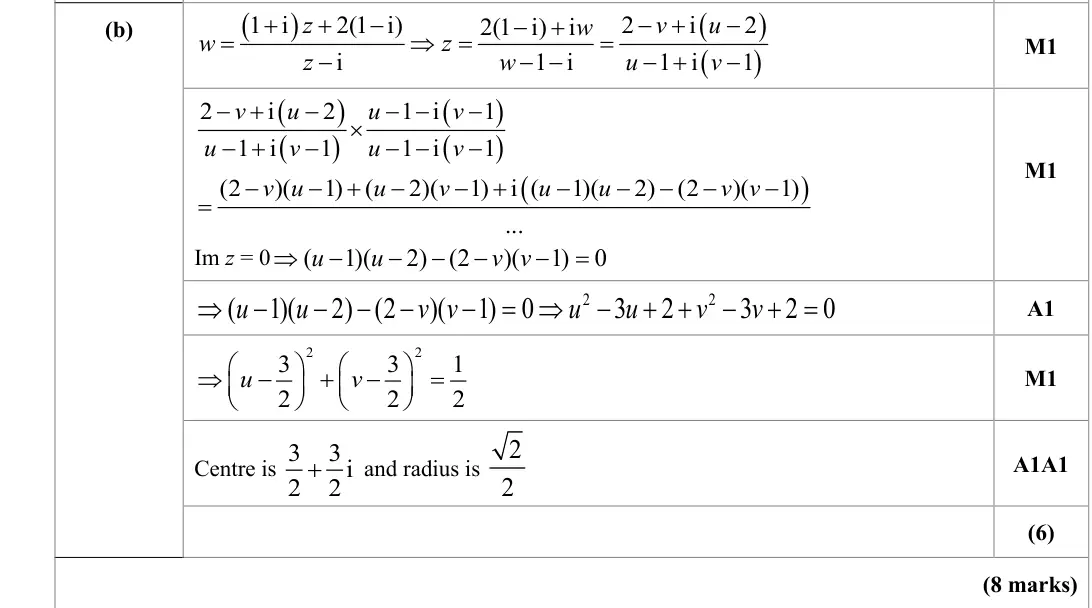 (b)
w = ((1+i)z + 2(1−i))/(z−i) ⇒ z = (2(1−i)+iw)/(w−1−i) = (2−v+i(u−2))/(u−1+i(v−1))
M1
(2−v+i(u−2))/(u−1+i(v−1)) × (u−1−i(v−1))/(u−1−i(v−1))
= ((2−v)(u−1)+(u−2)(v−1)+i((u−1)(u−2)−(2−v)(v−1)))/...
M1
Im z = 0 ⇒ (u−1)(u−2)−(2−v)(v−1) = 0
⇒ (u−1)(u−2)−(2−v)(v−1) = 0 ⇒ u²−3u+2+v²−3v+2 = 0
A1
⇒ (u−3/2)² + (v−3/2)² = 1/2
M1
Centre is 3/2 + 3/2 i and radius is √2/2
A1A1
(6)
(8 marks)